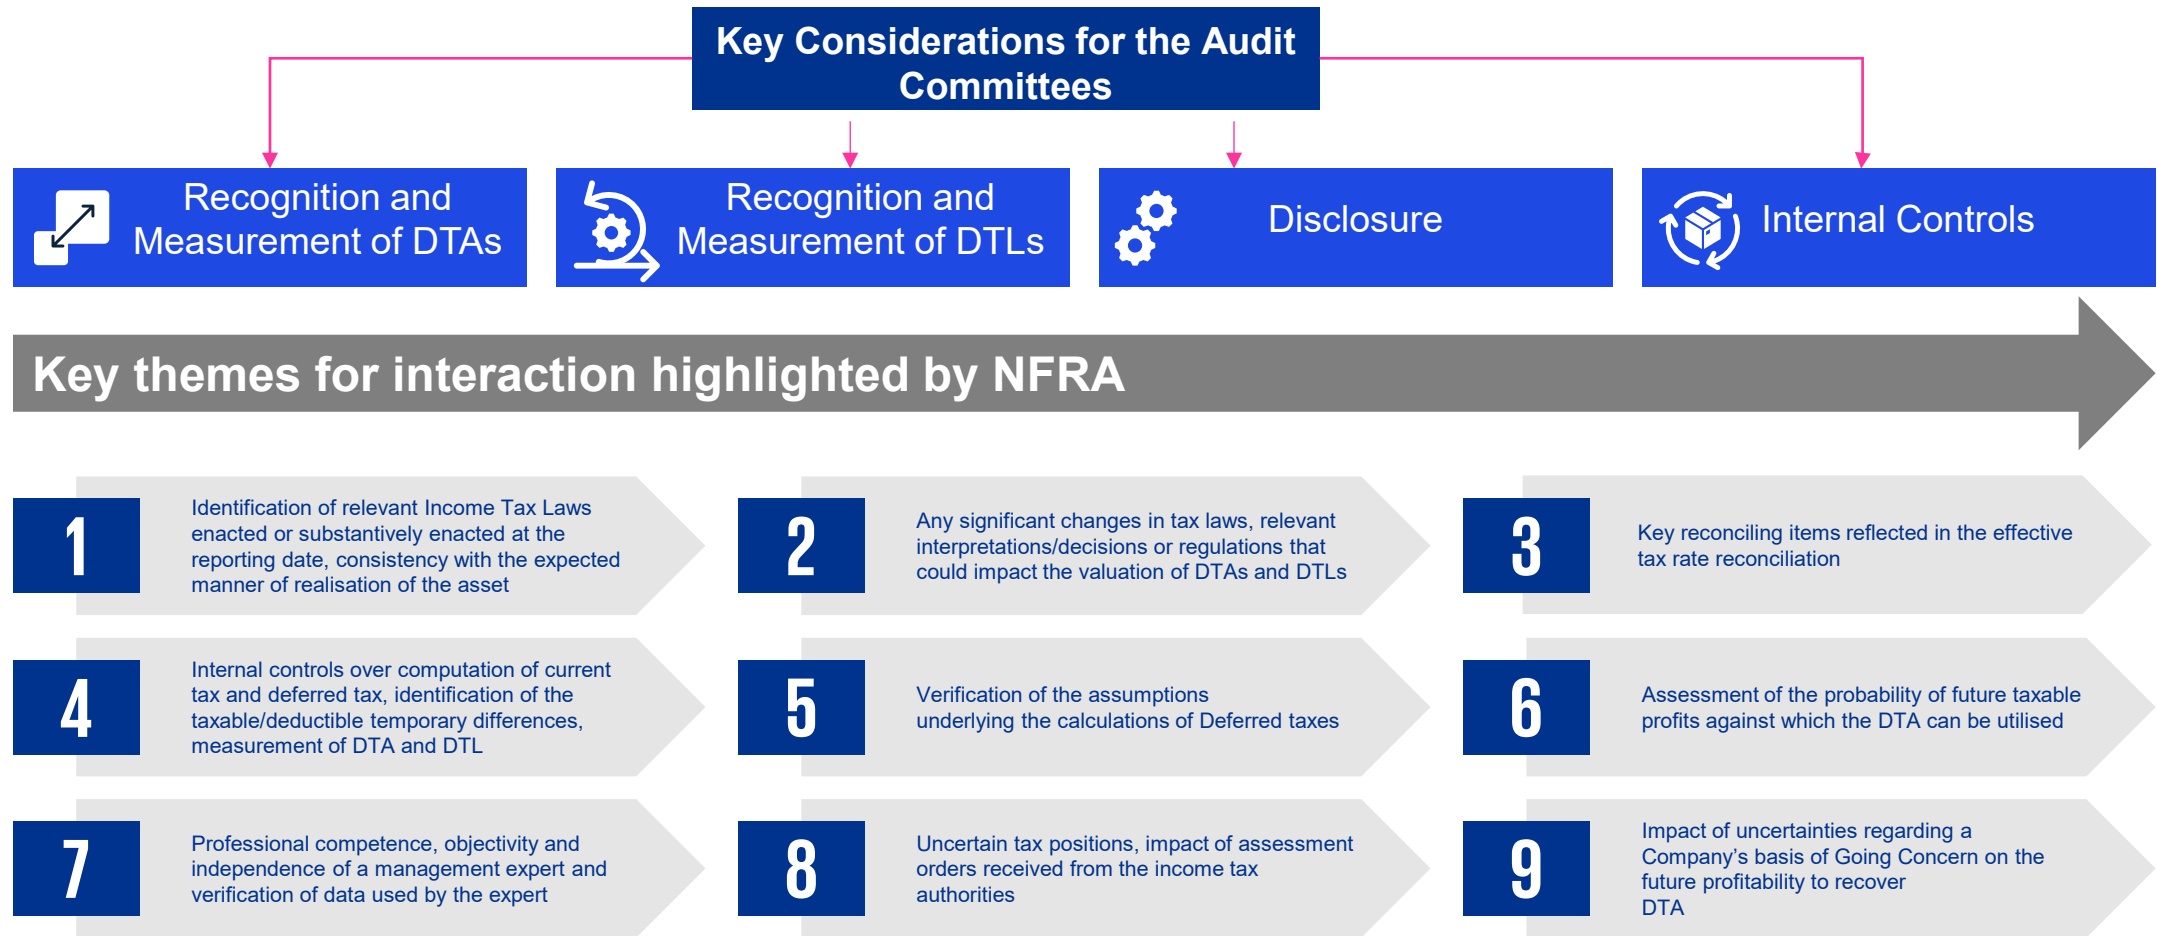 Key Considerations for the Audit
Committees
Recognition and
Measurement of DTAs
Recognition and
Measurement of DTLs
Disclosure
Internal Controls
Key themes for interaction highlighted by NFRA
1
Identification of relevant Income Tax Laws
enacted or substantively enacted at the
reporting date, consistency with the expected
manner of realisation of the asset
2
Any significant changes in tax laws, relevant
interpretations/decisions or regulations that
could impact the valuation of DTAs and DTLs
3
Key reconciling items reflected in the effective
tax rate reconciliation
4
Internal controls over computation of current
tax and deferred tax, identification of the
taxable/deductible temporary differences,
measurement of DTA and DTL
5
Verification of the assumptions
underlying the calculations of Deferred taxes
6
Assessment of the probability of future taxable
profits against which the DTA can be utilised
7
Professional competence, objectivity and
independence of a management expert and
verification of data used by the expert
8
Uncertain tax positions, impact of assessment
orders received from the income tax
authorities
9
Impact of uncertainties regarding a
Company's basis of Going Concern on the
future profitability to recover
DTA